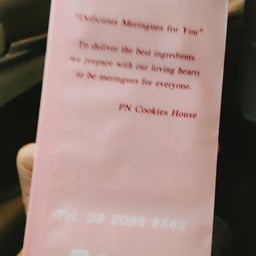 "Delicious Meringues for You"
To deliver the best ingredients
we prepare with our loving hearts
to be meringues for everyone.
PN Cookies House
Tel. 09 2095 6565